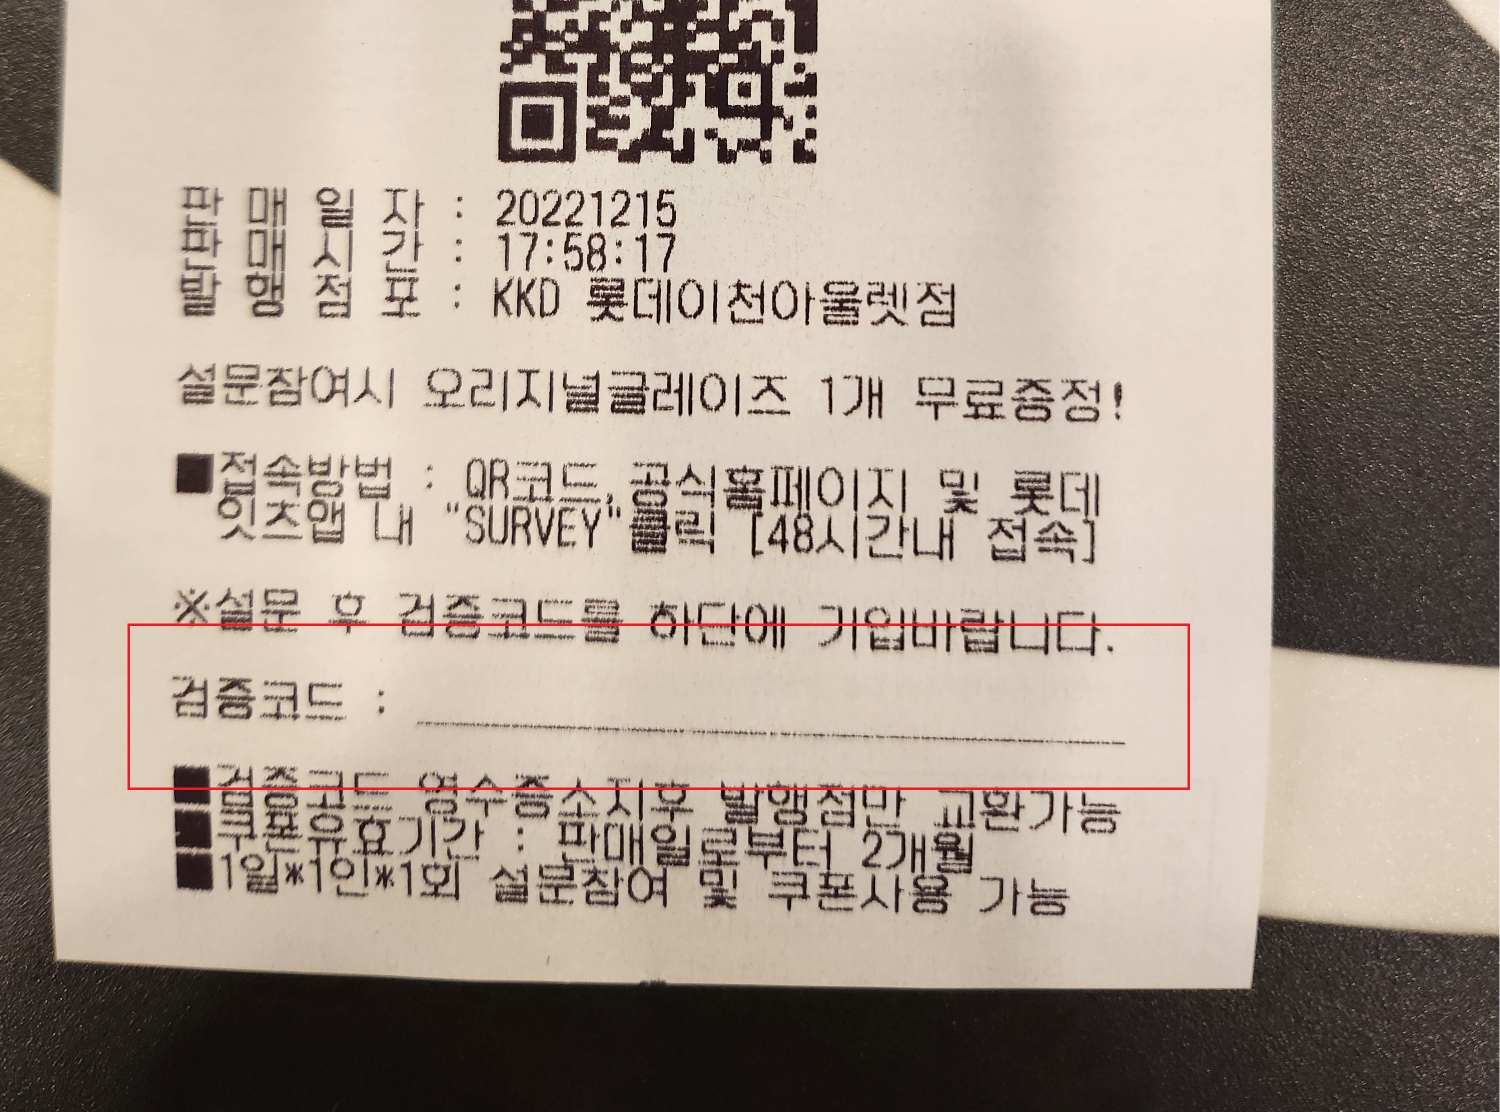 판 매 일 자 : 20221215
판 매 시 간 : 17:58:17
발 행 점 포 : KKD 롯데이천아울렛점
설문참여시 오리지널글레이즈 1개 무료증정!
■접속방법 : QR코드, 공식홈페이지 및 롯데
잇츠앱 내 "SURVEY"클릭 [48시간내 접속]
※설문 후 검증코드를 하단에 기입바랍니다.
검증코드 :
■검증코드 영수증소지후 발행점만 교환가능
■쿠폰유효기간 : 판매일로부터 2개월
■1일*1인*1회 설문참여 및 쿠폰사용 가능